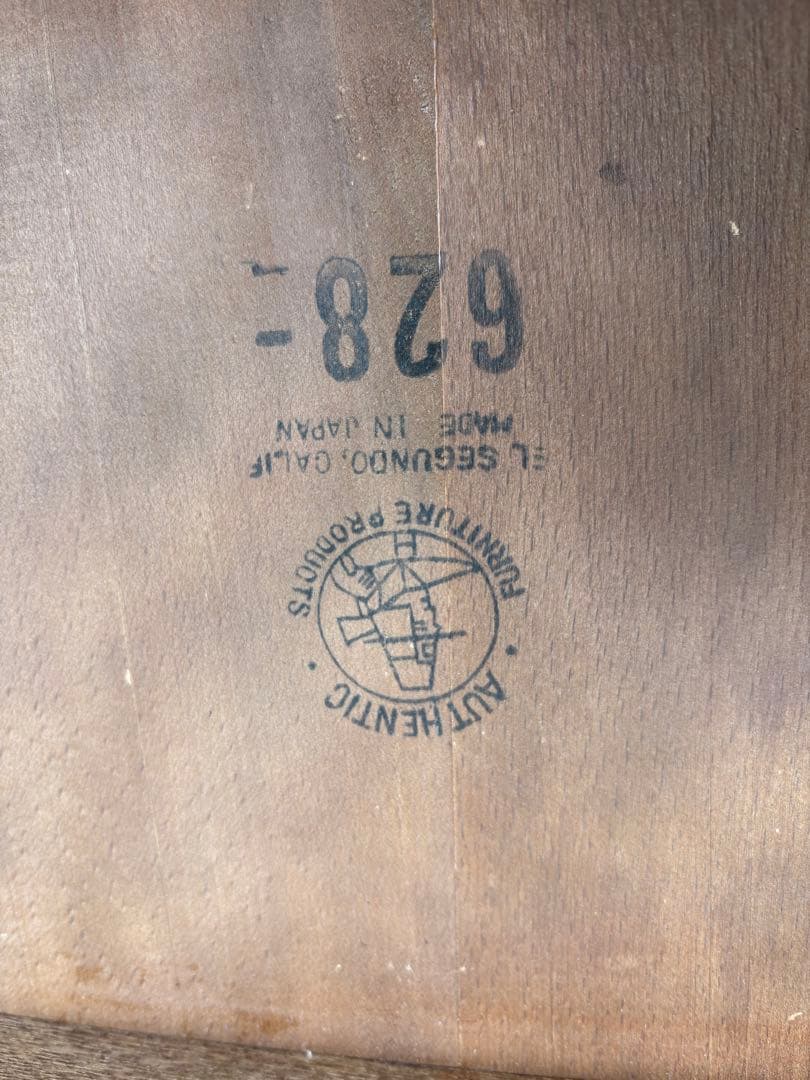 AUTHENTIC
FURNITURE PRODUCTS
EL SEGUNDO, CALIF
MADE IN JAPAN
628-